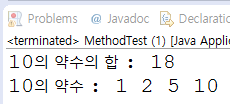 Problems @ Javadoc Declaratio
<terminated> MethodTest (1) [Java Applic
10의 약수의 합 : 18
10의 약수 : 1 2 5 10